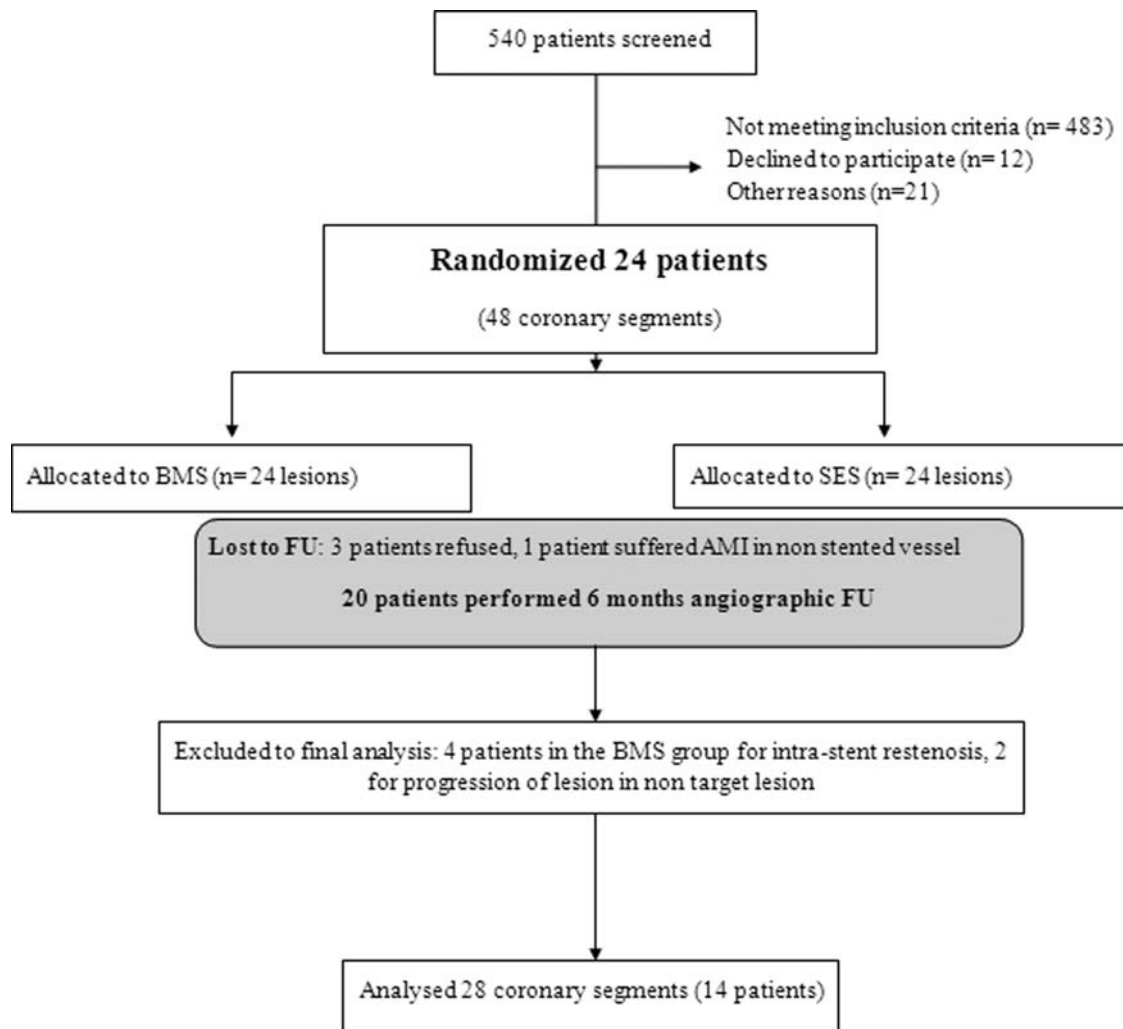 540 patients screened
Not meeting inclusion criteria (n= 483)
Declined to participate (n= 12)
Other reasons (n=21)
Randomized 24 patients
(48 coronary segments)
Allocated to BMS (n= 24 lesions)
Allocated to SES (n= 24 lesions)
Lost to FU: 3 patients refused, 1 patient suffered AMI in non stented vessel
20 patients performed 6 months angiographic FU
Excluded to final analysis: 4 patients in the BMS group for intra-stent restenosis, 2
for progression of lesion in non target lesion
Analysed 28 coronary segments (14 patients)